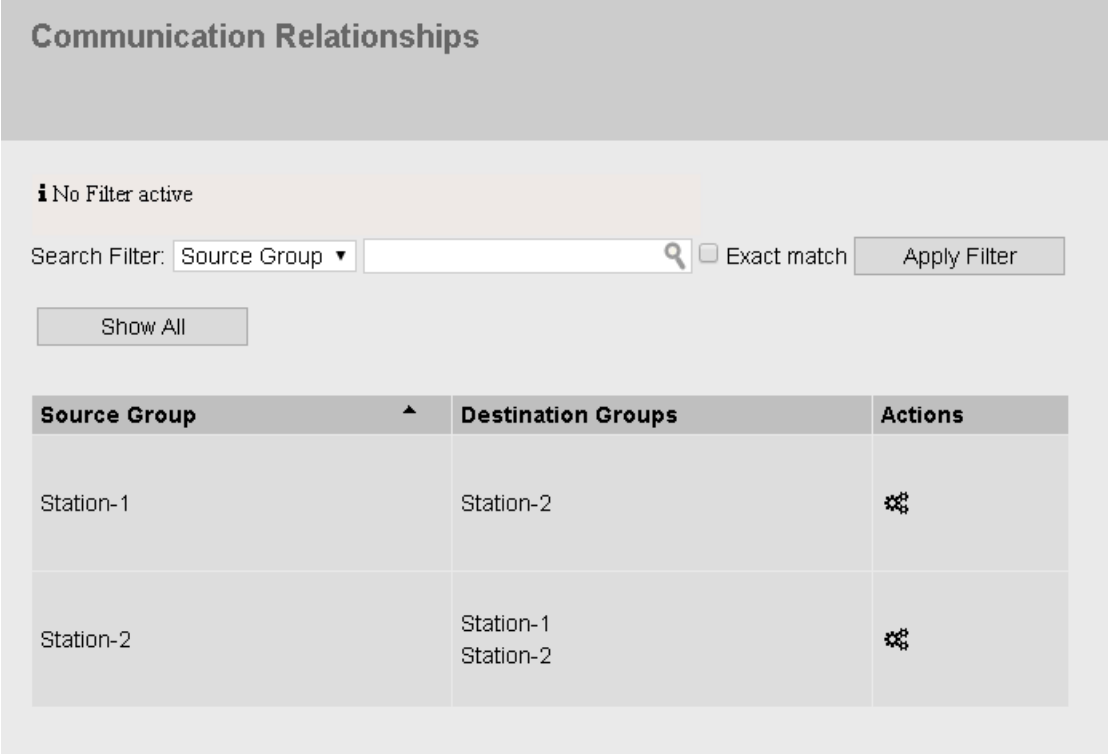 Communication Relationships
i No Filter active
Search Filter: Source Group Exact match Apply Filter
Show All
Source Group Destination Groups Actions
Station-1 Station-2
Station-2 Station-1
Station-2